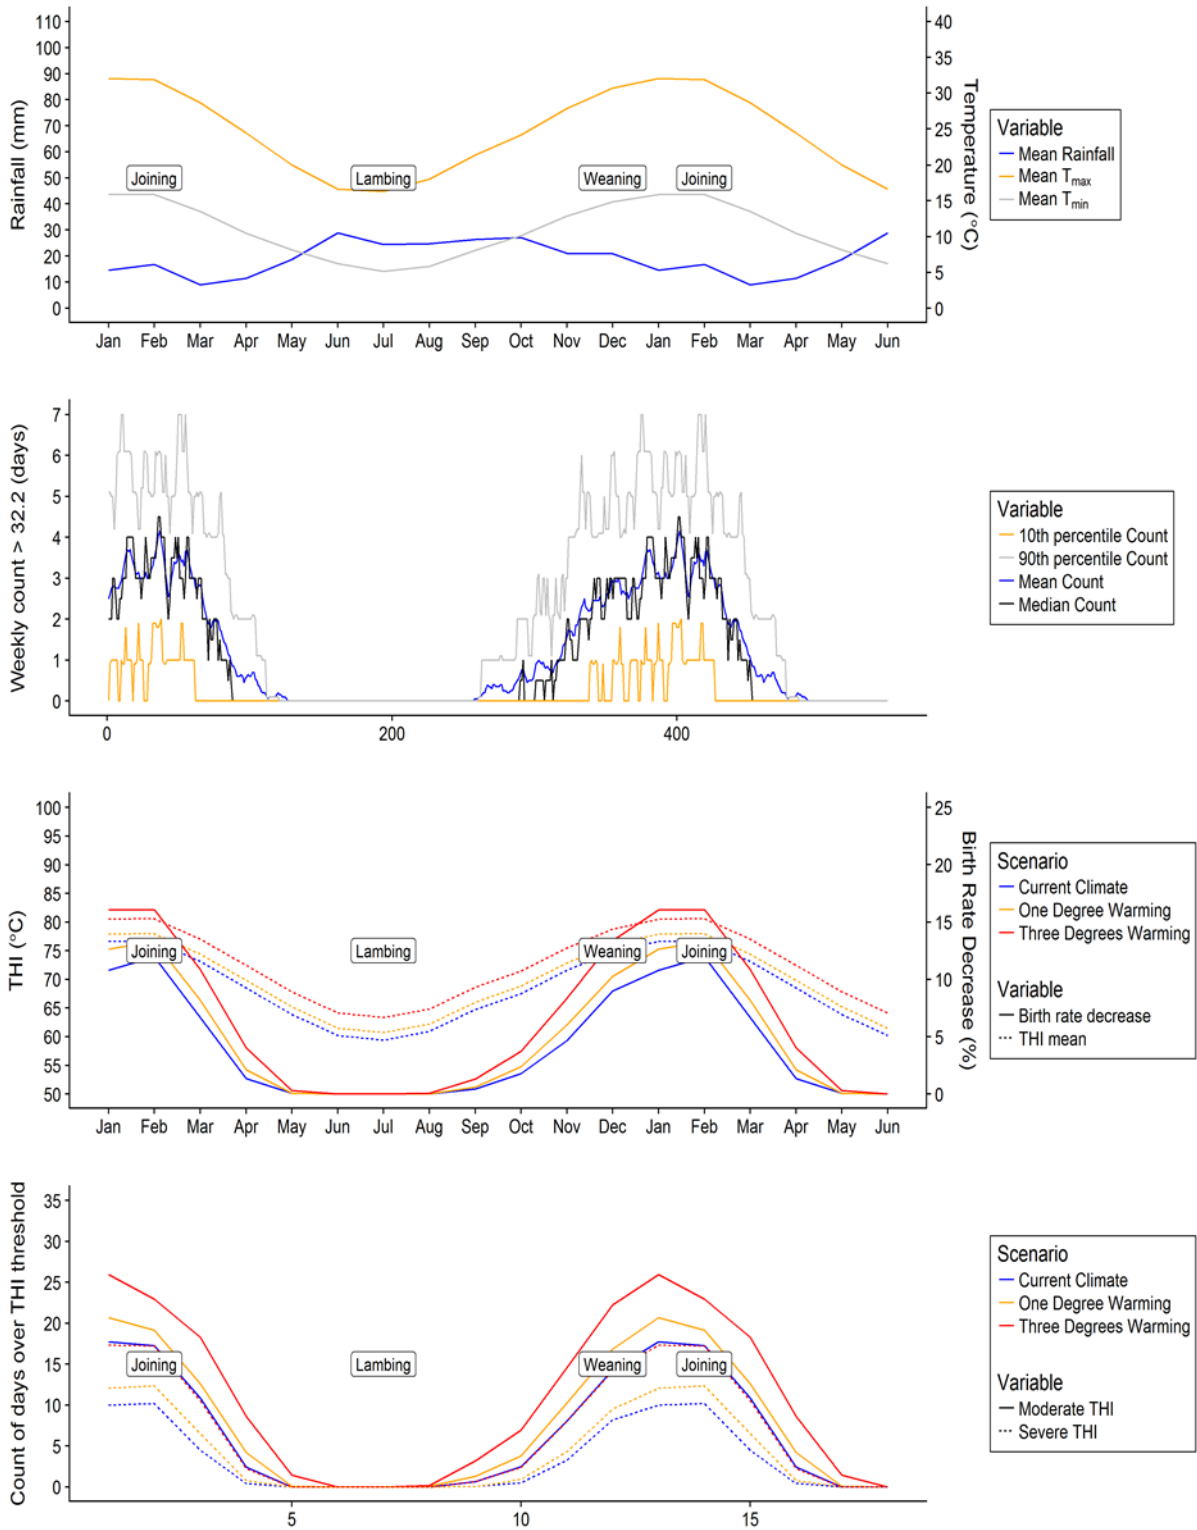 Rainfall (mm)
110
100
90
80
70
60
50
40
30
20
10
0
Joining
Lambing
Weaning
Joining
40
35
30
25
20
15
10
5
0
Temperature (°C)
Jan Feb Mar Apr May Jun Jul Aug Sep Oct Nov Dec Jan Feb Mar Apr May Jun
Variable
Mean Rainfall
Mean Tmax
Mean Tmin
Weekly count > 32.2 (days)
7
6
5
4
3
2
1
0
0 200 400
Variable
10th percentile Count
90th percentile Count
Mean Count
Median Count
THI (°C)
100
95
90
85
80
75
70
65
60
55
50
Joining
Lambing
Weaning
Joining
25
20
15
10
5
0
Birth Rate Decrease (%)
Jan Feb Mar Apr May Jun Jul Aug Sep Oct Nov Dec Jan Feb Mar Apr May Jun
Scenario
Current Climate
One Degree Warming
Three Degrees Warming
Variable
Birth rate decrease
THI mean
Count of days over THI threshold
35
30
25
20
15
10
5
0
Joining
Lambing
Weaning
Joining
5 10 15
Scenario
Current Climate
One Degree Warming
Three Degrees Warming
Variable
Moderate THI
Severe THI